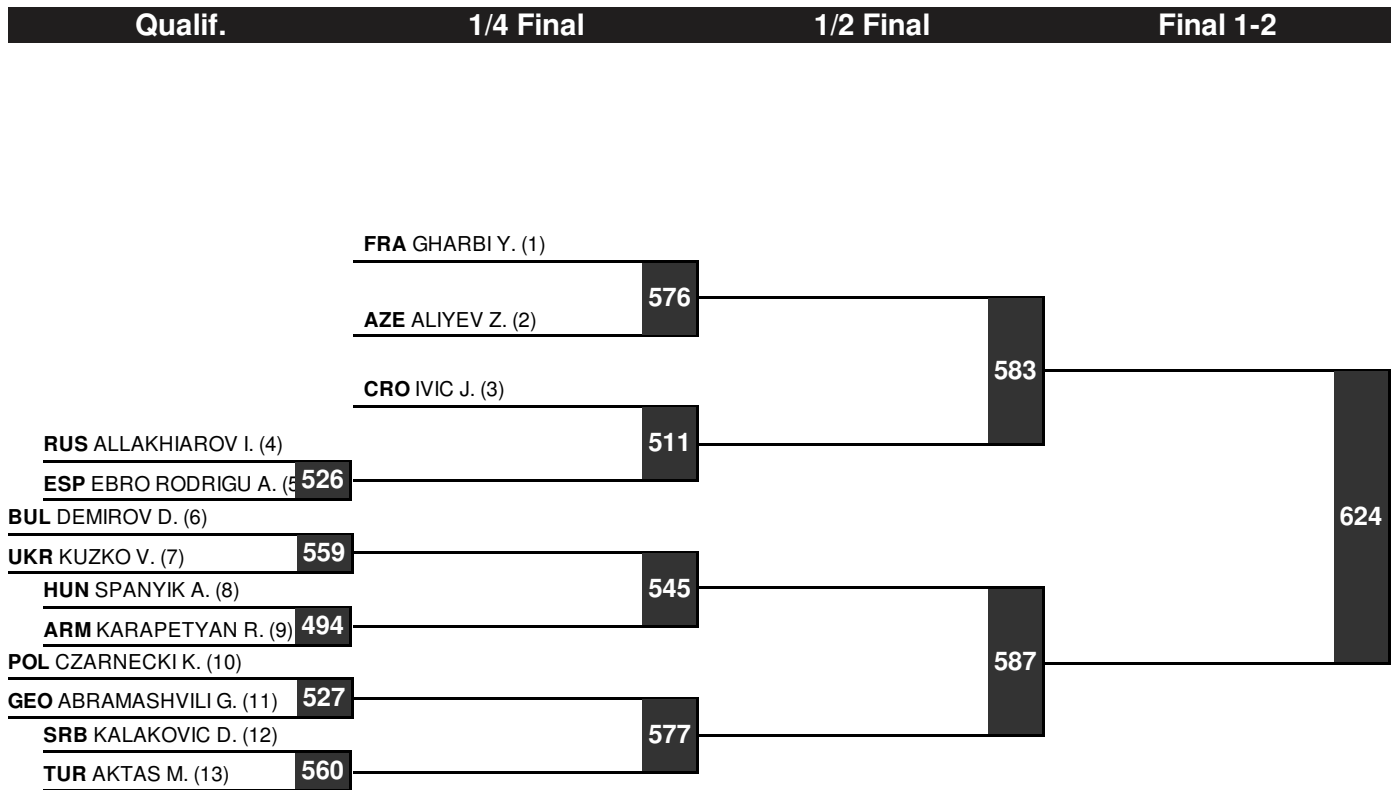 Qualif. 1/4 Final 1/2 Final Final 1-2
FRA GHARBI Y. (1)
576
AZE ALIYEV Z. (2)
583
CRO IVIC J. (3)
511
RUS ALLAKHIAROV I. (4)
526
ESP EBRO RODRIGU A. (5
BUL DEMIROV D. (6)
624
559
UKR KUZKO V. (7)
545
HUN SPANYIK A. (8)
494
ARM KARAPETYAN R. (9)
587
POL CZARNECKI K. (10)
527
GEO ABRAMASHVILI G. (11)
577
SRB KALAKOVIC D. (12)
560
TUR AKTAS M. (13)